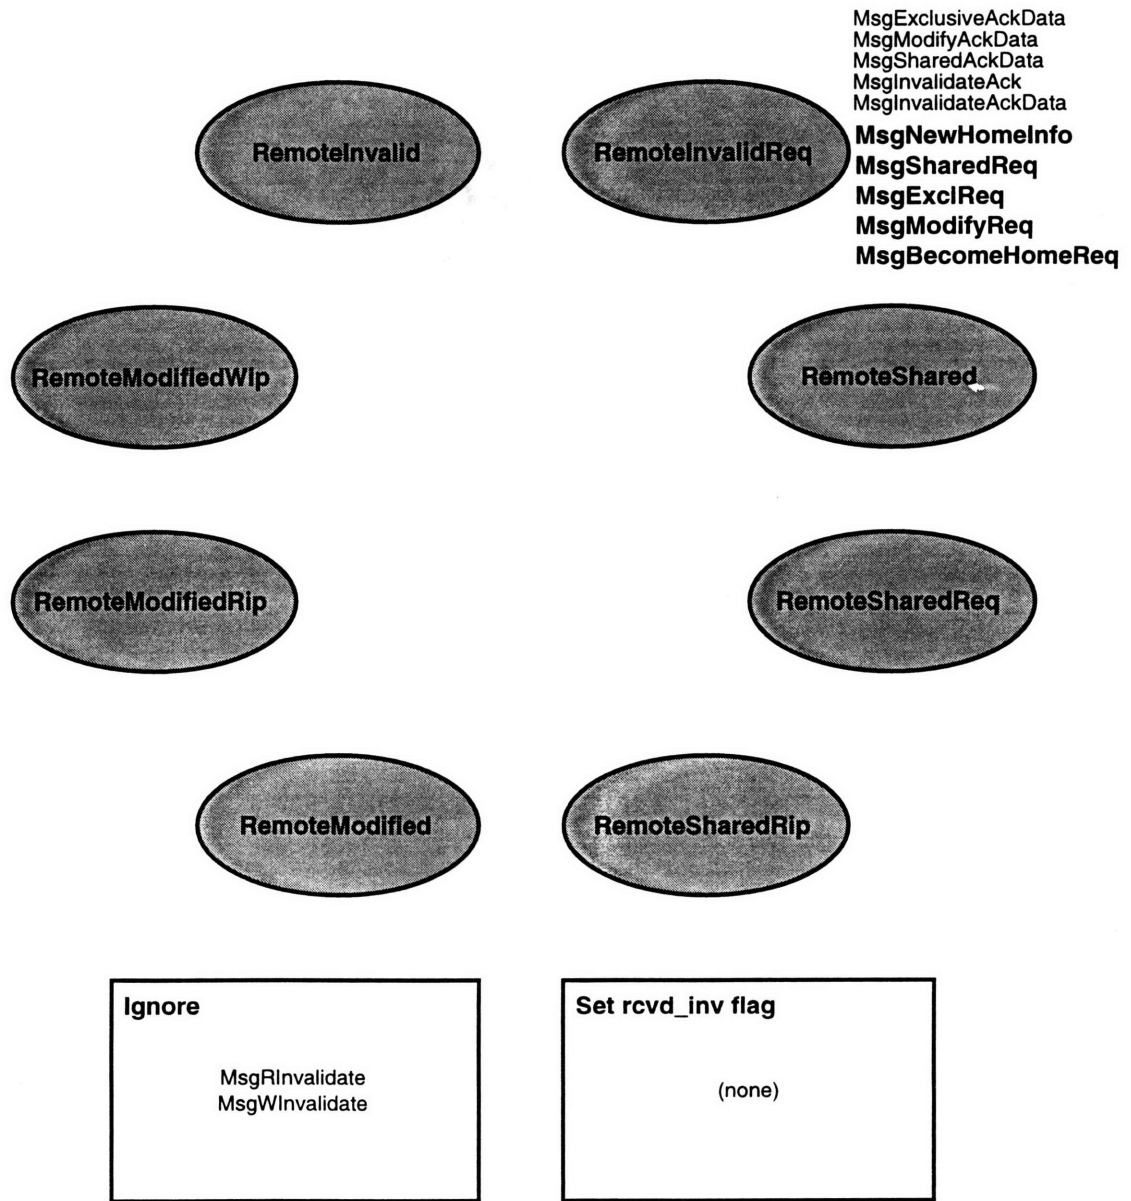 MsgExclusiveAckData
MsgModifyAckData
MsgSharedAckData
MsgInvalidateAck
MsgInvalidateAckData
MsgNewHomeInfo
MsgSharedReq
MsgExclReq
MsgModifyReq
MsgBecomeHomeReq
RemoteInvalid
RemoteInvalidReq
RemoteModifiedWip
RemoteShared
RemoteModifiedRip
RemoteSharedReq
RemoteModified
RemoteSharedRip
Ignore
MsgRInvalidate
MsgWInvalidate
Set rcvd_inv flag
(none)